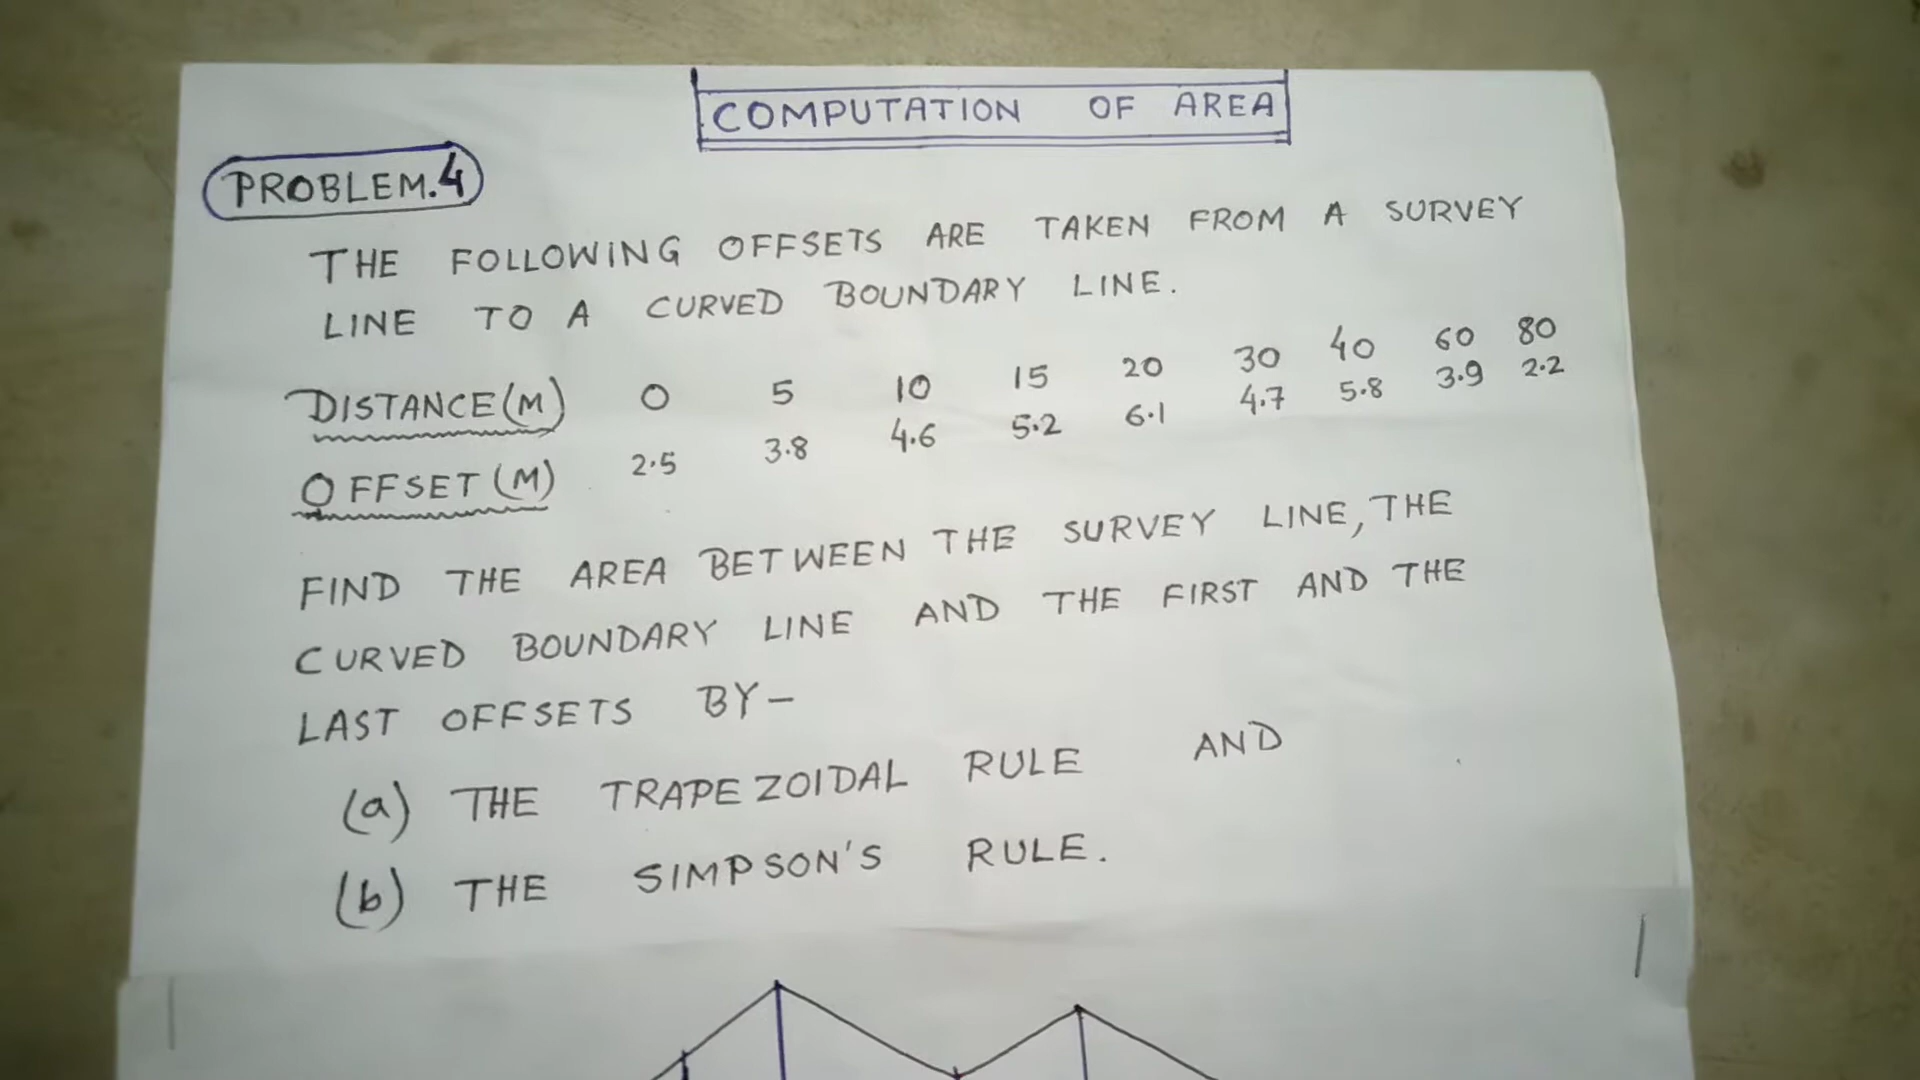 COMPUTATION OF AREA
PROBLEM.4
THE FOLLOWING OFFSETS ARE TAKEN FROM A SURVEY
LINE TO A CURVED BOUNDARY LINE.
DISTANCE(M) 0 5 10 15 20 30 40 60 80
OFFSET(M) 2.5 3.8 4.6 5.2 6.1 4.7 5.8 3.9 2.2
FIND THE AREA BETWEEN THE SURVEY LINE, THE
CURVED BOUNDARY LINE AND THE FIRST AND THE
LAST OFFSETS BY-
(a) THE TRAPEZOIDAL RULE AND
(b) THE SIMPSON'S RULE.